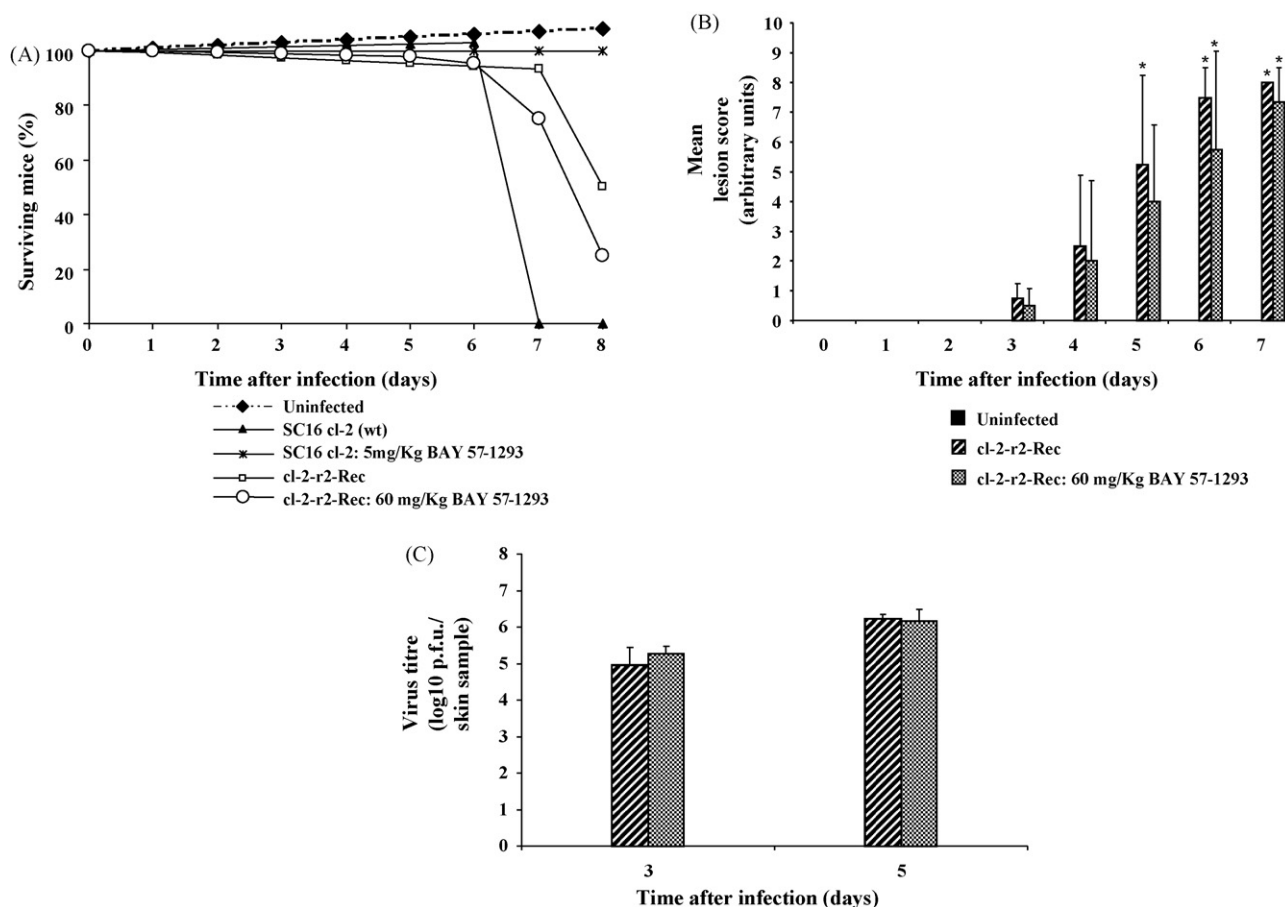 (A)
100
80
60
40
20
0
Surviving mice (%)
0 1 2 3 4 5 6 7 8
Time after infection (days)
Uninfected
SC16 cl-2 (wt)
SC16 cl-2: 5mg/Kg BAY 57-1293
cl-2-r2-Rec
cl-2-r2-Rec: 60 mg/Kg BAY 57-1293
(B)
10
9
8
7
6
5
4
3
2
1
0
Mean
lesion score
(arbitrary units)
* * * * *
0 1 2 3 4 5 6 7
Time after infection (days)
Uninfected
cl-2-r2-Rec
cl-2-r2-Rec: 60 mg/Kg BAY 57-1293
(C)
8
7
6
5
4
3
2
1
0
Virus titre
(log10 p.f.u./
skin sample)
3 5
Time after infection (days)